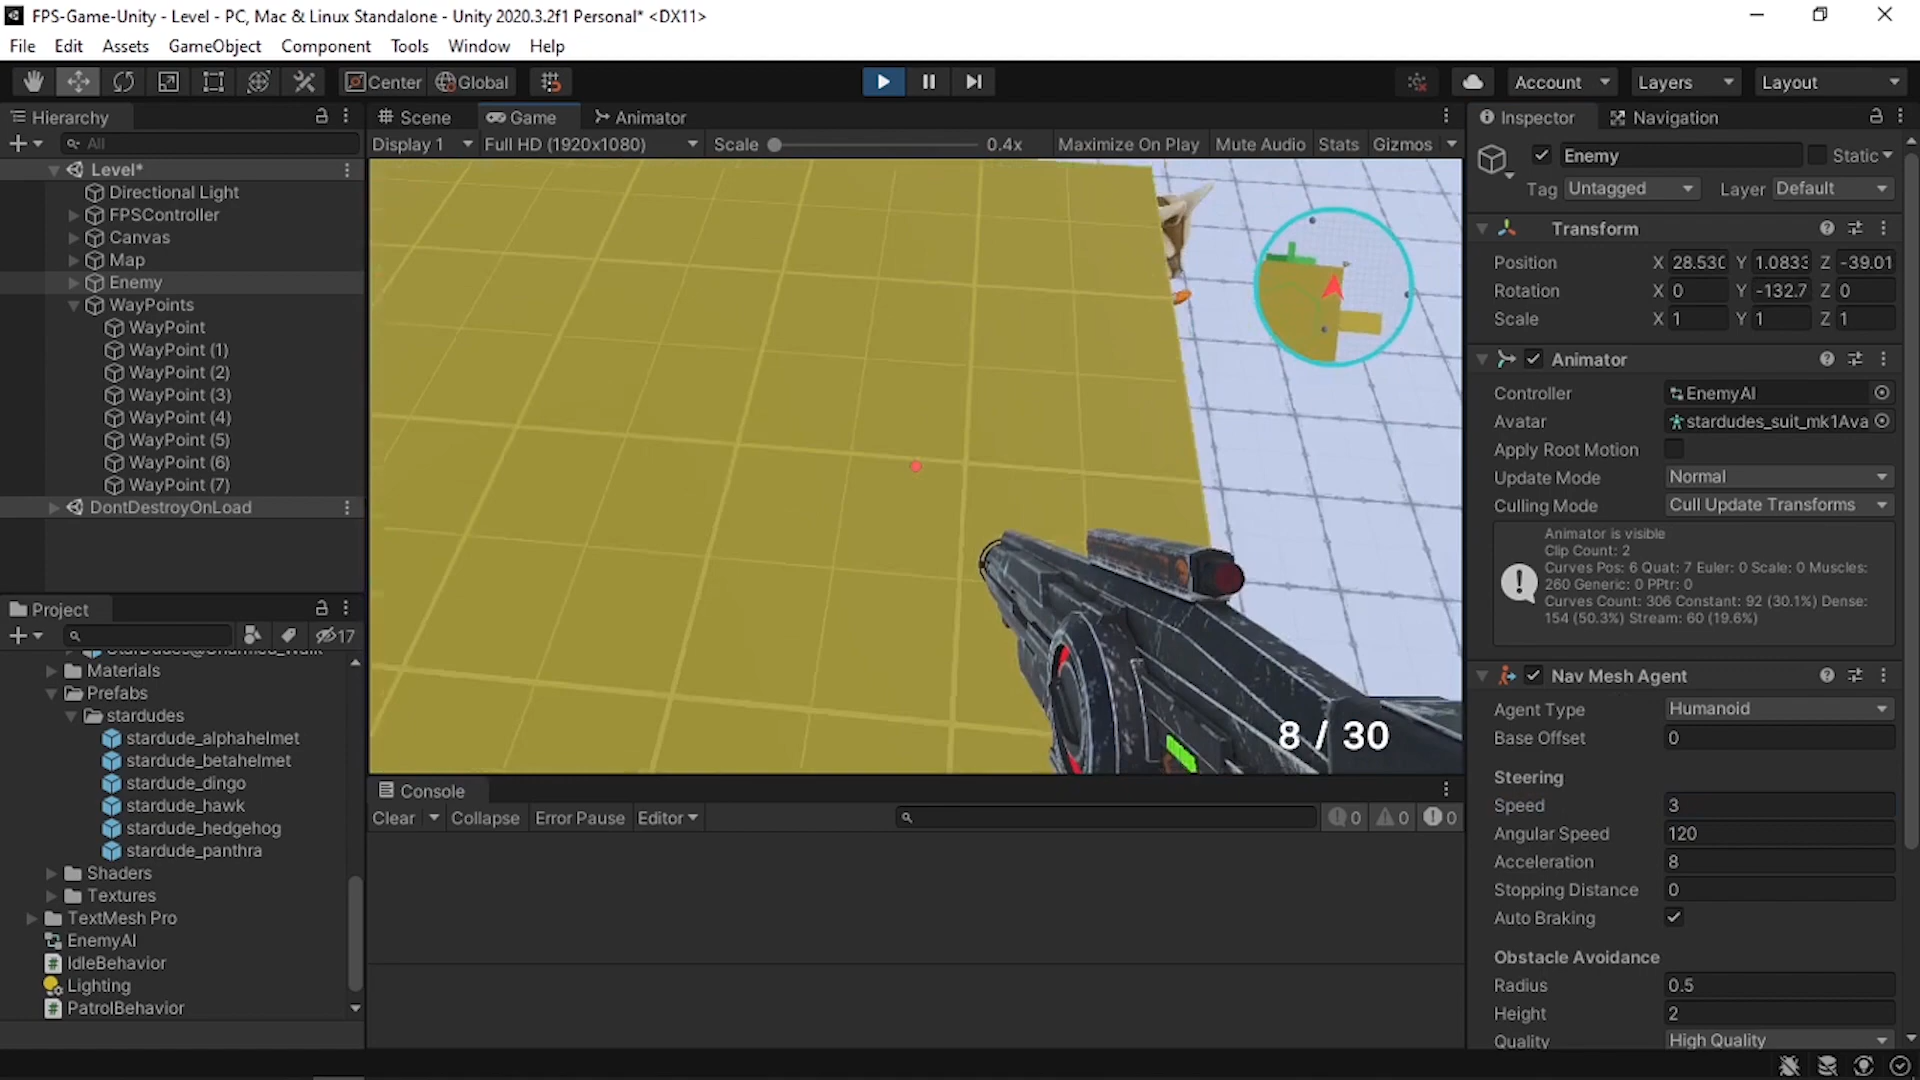 FPS-Game-Unity - Level - PC, Mac & Linux Standalone - Unity 2020.3.2f1 Personal* <DX11>
File Edit Assets GameObject Component Tools Window Help
Center Global Account Layers Layout
Hierarchy
All
Level*
Directional Light
FPSController
Canvas
Map
Enemy
WayPoints
WayPoint
WayPoint (1)
WayPoint (2)
WayPoint (3)
WayPoint (4)
WayPoint (5)
WayPoint (6)
WayPoint (7)
DontDestroyOnLoad
Project
17
Materials
Prefabs
stardudes
stardude_alphahelmet
stardude_betahelmet
stardude_dingo
stardude_hawk
stardude_hedgehog
stardude_panthra
Shaders
Textures
TextMesh Pro
EnemyAI
IdleBehavior
Lighting
PatrolBehavior
Scene Game Animator
Display 1 Full HD (1920x1080) Scale 0.4x Maximize On Play Mute Audio Stats Gizmos
8 / 30
Console
Clear Collapse Error Pause Editor 0 0 0
Inspector Navigation
Enemy Static
Tag Untagged Layer Default
Transform
Position X 28.530 Y 1.0833 Z -39.01
Rotation X 0 Y -132.7 Z 0
Scale X 1 Y 1 Z 1
Animator
Controller EnemyAI
Avatar stardudes_suit_mk1Ava
Apply Root Motion
Update Mode Normal
Culling Mode Cull Update Transforms
Animator is visible
Clip Count: 2
Curves Pos: 6 Quat: 7 Euler: 0 Scale: 0 Muscles:
260 Generic: 0 PPtr: 0
Curves Count: 306 Constant: 92 (30.1%) Dense:
154 (50.3%) Stream: 60 (19.6%)
Nav Mesh Agent
Agent Type Humanoid
Base Offset 0
Steering
Speed 3
Angular Speed 120
Acceleration 8
Stopping Distance 0
Auto Braking
Obstacle Avoidance
Radius 0.5
Height 2
Quality High Quality